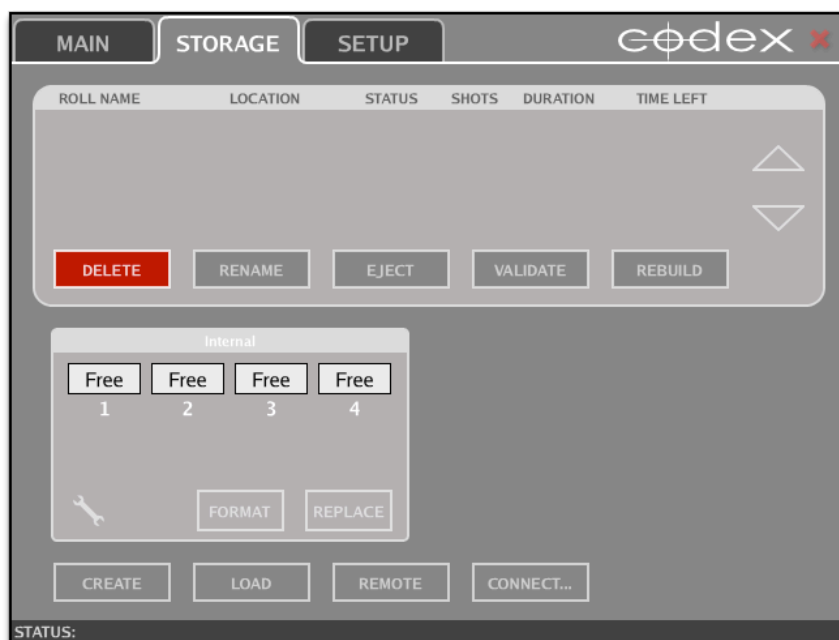 MAIN STORAGE SETUP codex
ROLL NAME LOCATION STATUS SHOTS DURATION TIME LEFT
DELETE RENAME EJECT VALIDATE REBUILD
Internal
Free Free Free Free
1 2 3 4
FORMAT REPLACE
CREATE LOAD REMOTE CONNECT...
STATUS: